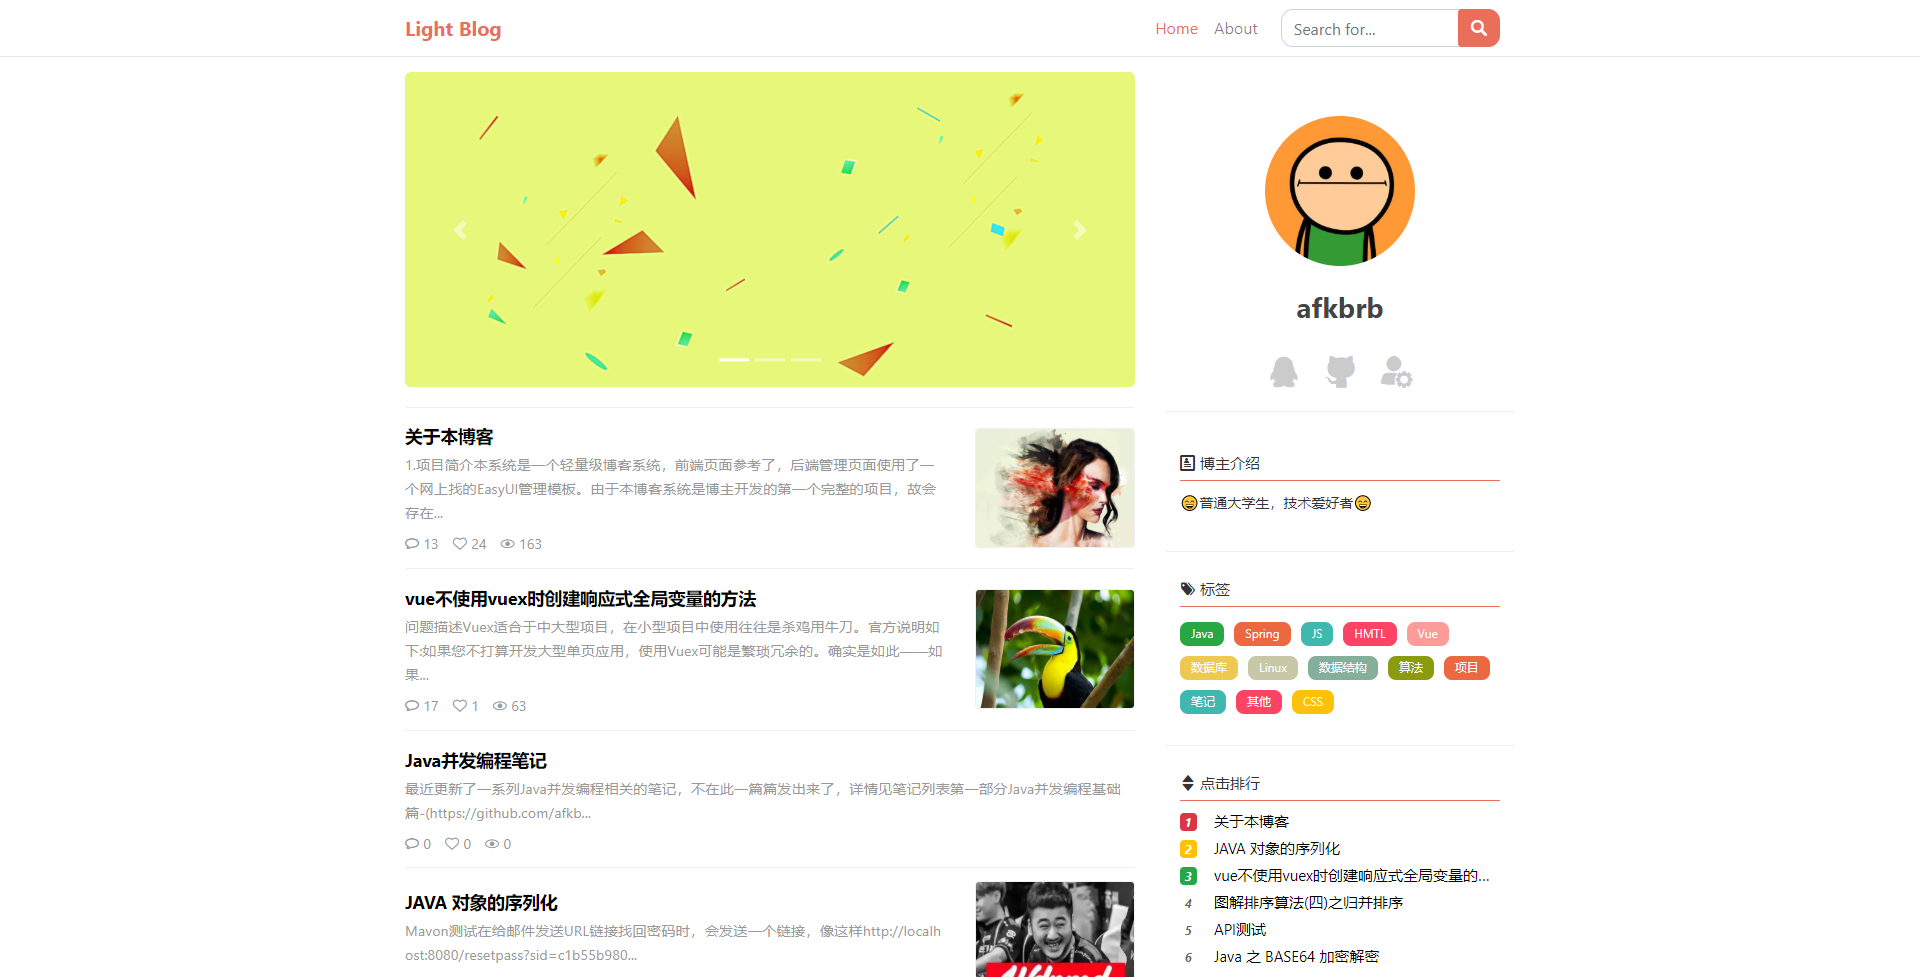 Light Blog
Home
About
Search for...
关于本博客
1.项目简介本系统是一个轻量级博客系统，前端页面参考了，后端管理页面使用了一
个网上找的EasyUI管理模板。由于本博客系统是博主开发的第一个完整的项目，故会
存在...
13 24 163
vue不使用vuex时创建响应式全局变量的方法
问题描述Vuex适合于中大型项目，在小型项目中使用往往是杀鸡用牛刀。官方说明如
下:如果您不打算开发大型单页应用，使用Vuex可能是繁琐冗余的。确实是如此——如
果...
17 1 63
Java并发编程笔记
最近更新了一系列Java并发编程相关的笔记，不在此一篇篇发出来了，详情见笔记列表第一部分Java并发编程基础
篇-(https://github.com/afkb...
0 0 0
JAVA 对象的序列化
Mavon测试在给邮件发送URL链接找回密码时，会发送一个链接，像这样http://localh
ost:8080/resetpass?sid=c1b55b980...
afkbrb
博主介绍
😄普通大学生，技术爱好者😄
标签
Java Spring JS HMTL Vue
数据库 Linux 数据结构 算法 项目
笔记 其他 CSS
点击排行
1 关于本博客
2 JAVA 对象的序列化
3 vue不使用vuex时创建响应式全局变量的...
4 图解排序算法(四)之归并排序
5 API测试
6 Java 之 BASE64 加密解密